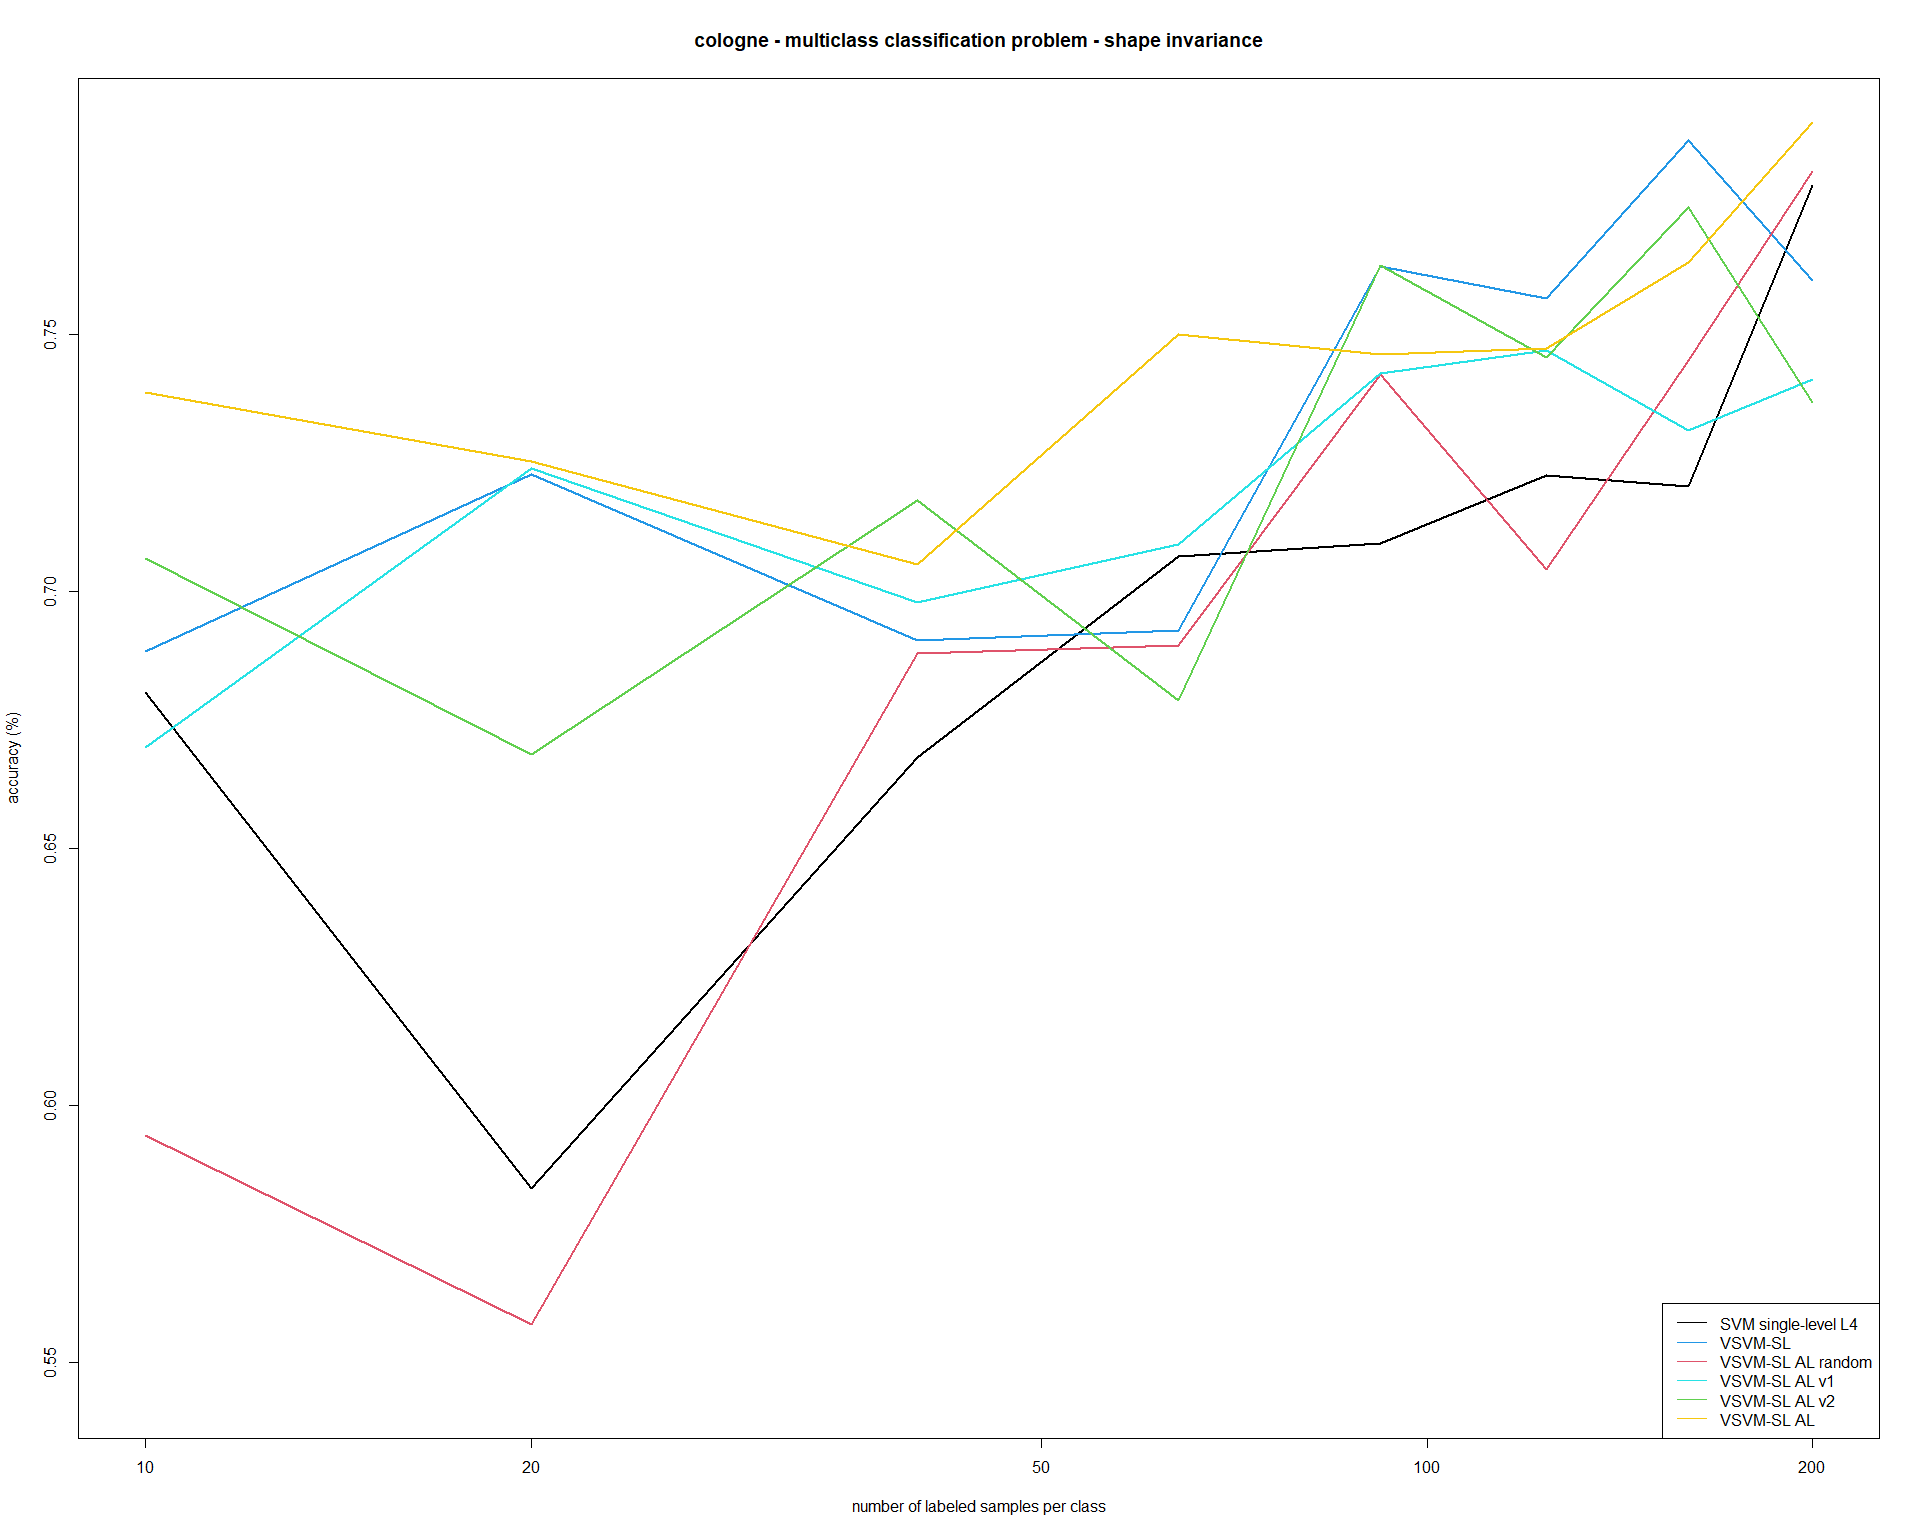 cologne - multiclass classification problem - shape invariance
accuracy (%)
0.75
0.70
0.65
0.60
0.55
10 20 50 100 200
number of labeled samples per class
SVM single-level L4
VSVM-SL
VSVM-SL AL random
VSVM-SL AL v1
VSVM-SL AL v2
VSVM-SL AL